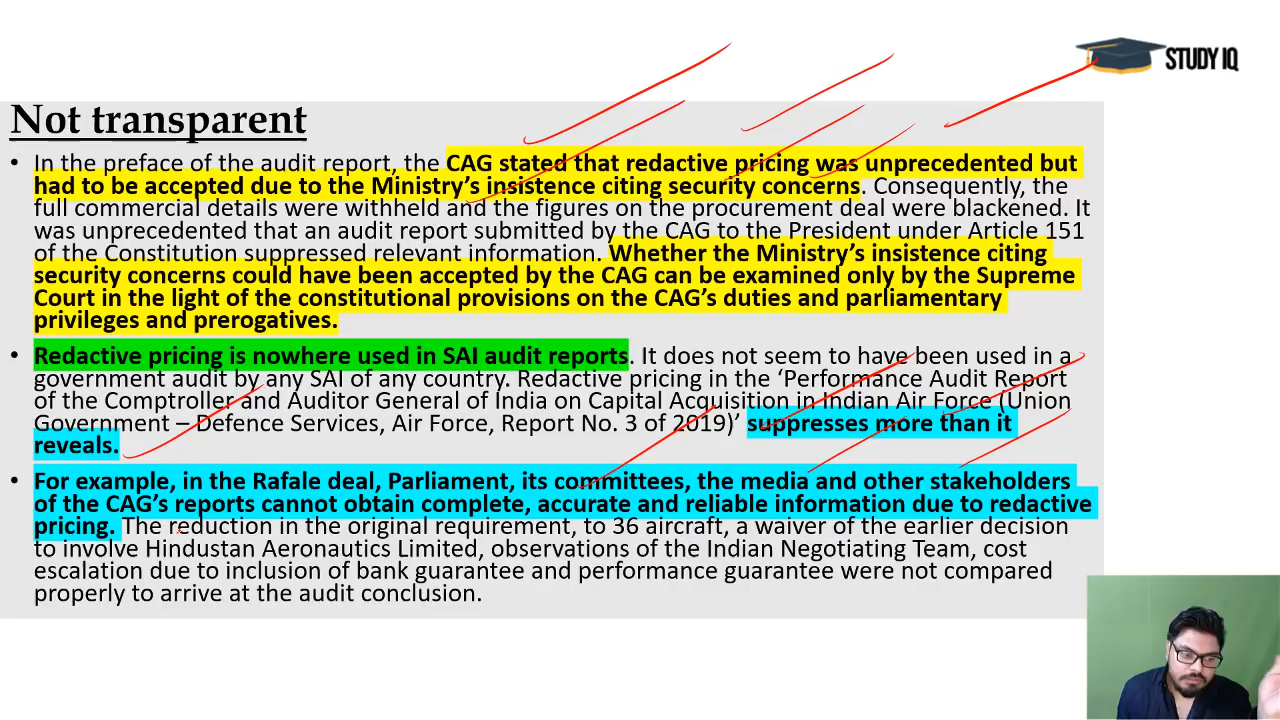 STUDY IQ
Not transparent
• In the preface of the audit report, the CAG stated that redactive pricing was unprecedented but
had to be accepted due to the Ministry's insistence citing security concerns. Consequently, the
full commercial details were withheld and the figures on the procurement deal were blackened. It
was unprecedented that an audit report submitted by the CAG to the President under Article 151
of the Constitution suppressed relevant information. Whether the Ministry's insistence citing
security concerns could have been accepted by the CAG can be examined only by the Supreme
Court in the light of the constitutional provisions on the CAG's duties and parliamentary
privileges and prerogatives.
• Redactive pricing is nowhere used in SAI audit reports. It does not seem to have been used in a
government audit by any SAI of any country. Redactive pricing in the 'Performance Audit Report
of the Comptroller and Auditor General of India on Capital Acquisition in Indian Air Force (Union
Government – Defence Services, Air Force, Report No. 3 of 2019)' suppresses more than it
reveals.
• For example, in the Rafale deal, Parliament, its committees, the media and other stakeholders
of the CAG's reports cannot obtain complete, accurate and reliable information due to redactive
pricing. The reduction in the original requirement, to 36 aircraft, a waiver of the earlier decision
to involve Hindustan Aeronautics Limited, observations of the Indian Negotiating Team, cost
escalation due to inclusion of bank guarantee and performance guarantee were not compared
properly to arrive at the audit conclusion.